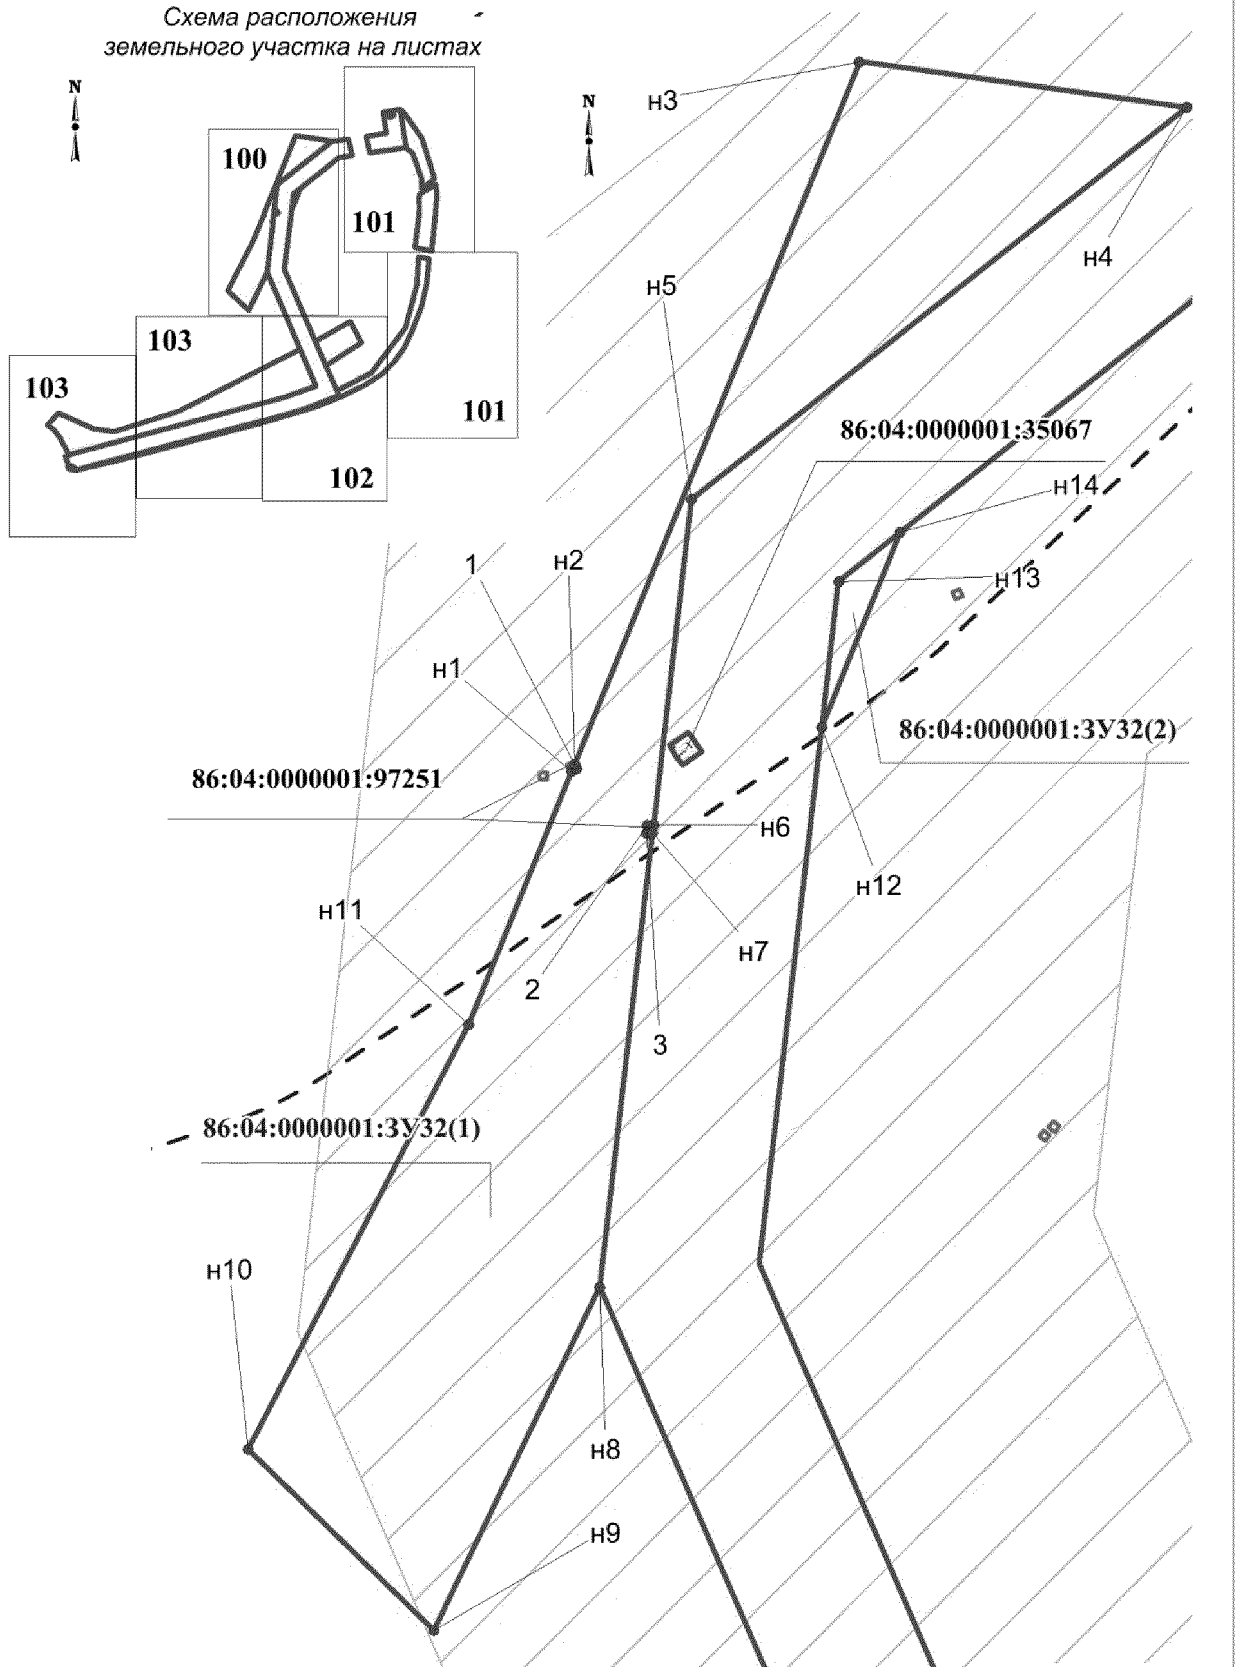 Схема расположения
земельного участка на листах
N
N
100
101
103
103
101
102
н3
н4
н5
86:04:0000001:35067
н14
1
н2
н13
н1
86:04:0000001:ЗУ32(2)
86:04:0000001:97251
н6
н12
н11
н7
2
3
86:04:0000001:ЗУ32(1)
н10
н8
н9